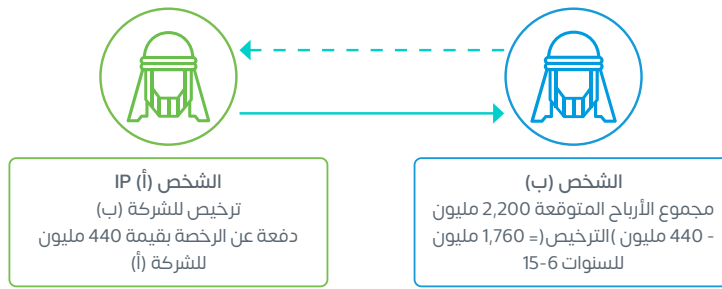 الشخص (أ) IP
ترخيص للشركة (ب)
دفعة عن الرخصة بقيمة 440 مليون
للشركة (أ)
الشخص (ب)
مجموع الأرباح المتوقعة 2,200 مليون
- 440 مليون )الترخيص(= 1,760 مليون
للسنوات 6-15